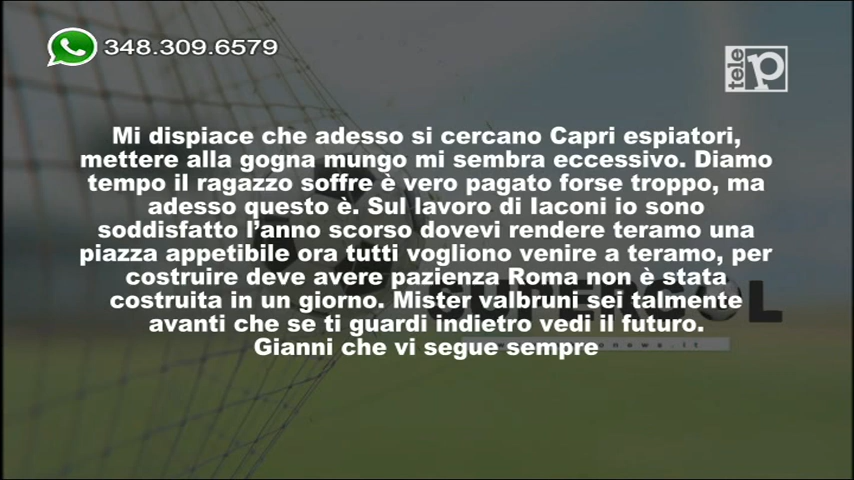 348.309.6579
tele p
Mi dispiace che adesso si cercano Capri espiatori,
mettere alla gogna mungo mi sembra eccessivo. Diamo
tempo il ragazzo soffre è vero pagato forse troppo, ma
adesso questo è. Sul lavoro di Iaconi io sono
soddisfatto l'anno scorso dovevi rendere teramo una
piazza appetibile ora tutti vogliono venire a teramo, per
costruire deve avere pazienza Roma non è stata
costruita in un giorno. Mister valbruni sei talmente
avanti che se ti guardi indietro vedi il futuro.
Gianni che vi segue sempre
SUPERGOL